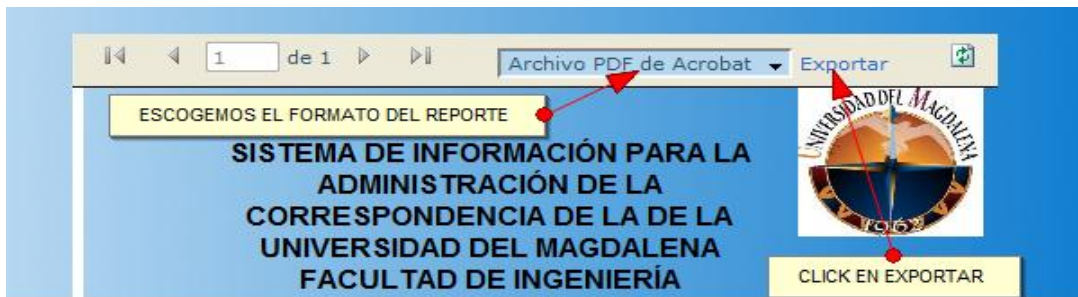 1 de 1 Archivo PDF de Acrobat Exportar
ESCOGEMOS EL FORMATO DEL REPORTE
UNIVERSIDAD DEL MAGDALENA
1962
SISTEMA DE INFORMACIÓN PARA LA
ADMINISTRACIÓN DE LA
CORRESPONDENCIA DE LA DE LA
UNIVERSIDAD DEL MAGDALENA
FACULTAD DE INGENIERÍA
CLICK EN EXPORTAR